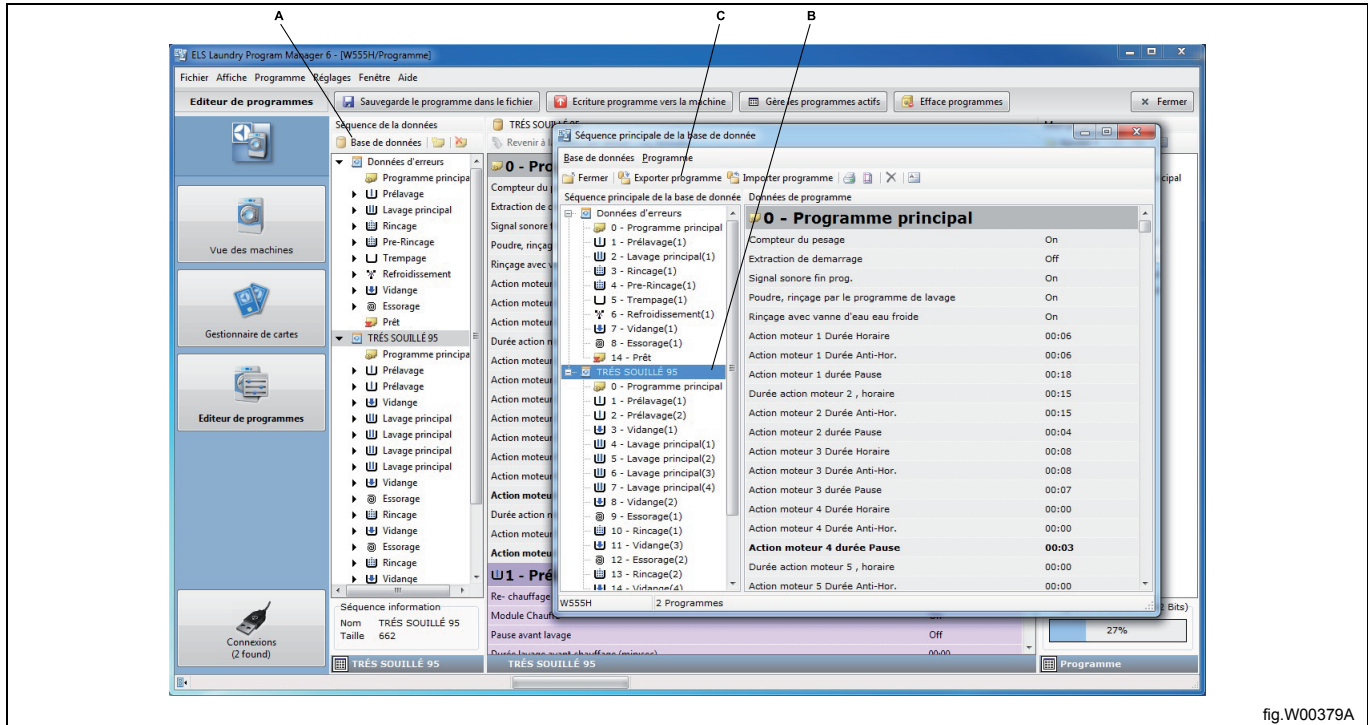 A
C
B
ELS Laundry Program Manager 6 - [W555H/Programme]
Fichier Affiche Programme Réglages Fenêtre Aide
Editeur de programmes
Sauvegarde le programme dans le fichier
Ecriture programme vers la machine
Gère les programmes actifs
Efface programmes
Fermer
Vue des machines
Gestionnaire de cartes
Editeur de programmes
Connexions
(2 found)
Séquence de la données
Base de données
Données d'erreurs
Programme principa
Prélavage
Lavage principal
Rincage
Pre-Rincage
Trempage
Refroidissement
Vidange
Essorage
Prêt
TRÉS SOUILLÉ 95
Programme principa
Prélavage
Prélavage
Vidange
Lavage principal
Lavage principal
Lavage principal
Lavage principal
Vidange
Essorage
Rincage
Vidange
Essorage
Rincage
Vidange
Séquence information
Nom TRÉS SOUILLÉ 95
Taille 662
TRÉS SOUILLÉ 95
TRÉS SOU
Revenir à l
0 - Pro
Compteur du
Extraction de d
Signal sonore f
Poudre, rinçag
Rinçage avec v
Action moteur
Action moteur
Action moteur
Durée action m
Action moteur
Action moteur
Action moteur
Action moteur
Action moteur
Action moteur
Action moteur
Action moteu
Durée action m
Action moteur
Action moteu
1 - Pré
Re- chauffage
Module Chauf
Pause avant lavage Off
TRÉS SOUILLÉ 95
Séquence principale de la base de donnée
Base de données Programme
Fermer Exporter programme Importer programme
Séquence principale de la base de donnée
Données d'erreurs
0 - Programme principal
1 - Prélavage(1)
2 - Lavage principal(1)
3 - Rincage(1)
4 - Pre-Rincage(1)
5 - Trempage(1)
6 - Refroidissement(1)
7 - Vidange(1)
8 - Essorage(1)
14 - Prêt
TRÉS SOUILLÉ 95
0 - Programme principal
1 - Prélavage(1)
2 - Prélavage(2)
3 - Vidange(1)
4 - Lavage principal(1)
5 - Lavage principal(2)
6 - Lavage principal(3)
7 - Lavage principal(4)
8 - Vidange(2)
9 - Essorage(1)
10 - Rincage(1)
11 - Vidange(3)
12 - Essorage(2)
13 - Rincage(2)
14 - Vidange(4)
Données de programme
0 - Programme principal
Compteur du pesage On
Extraction de demarrage Off
Signal sonore fin prog. On
Poudre, rinçage par le programme de lavage On
Rinçage avec vanne d'eau eau froide On
Action moteur 1 Durée Horaire 00:06
Action moteur 1 Durée Anti-Hor. 00:06
Action moteur 1 durée Pause 00:18
Durée action moteur 2 , horaire 00:15
Action moteur 2 Durée Anti-Hor. 00:15
Action moteur 2 durée Pause 00:04
Action moteur 3 Durée Horaire 00:08
Action moteur 3 Durée Anti-Hor. 00:08
Action moteur 3 durée Pause 00:07
Action moteur 4 Durée Horaire 00:00
Action moteur 4 Durée Anti-Hor. 00:00
Action moteur 4 durée Pause 00:03
Durée action moteur 5 , horaire 00:00
Action moteur 5 Durée Anti-Hor. 00:00
W555H 2 Programmes
cipal
2 Bits)
27%
Programme
fig.W00379A